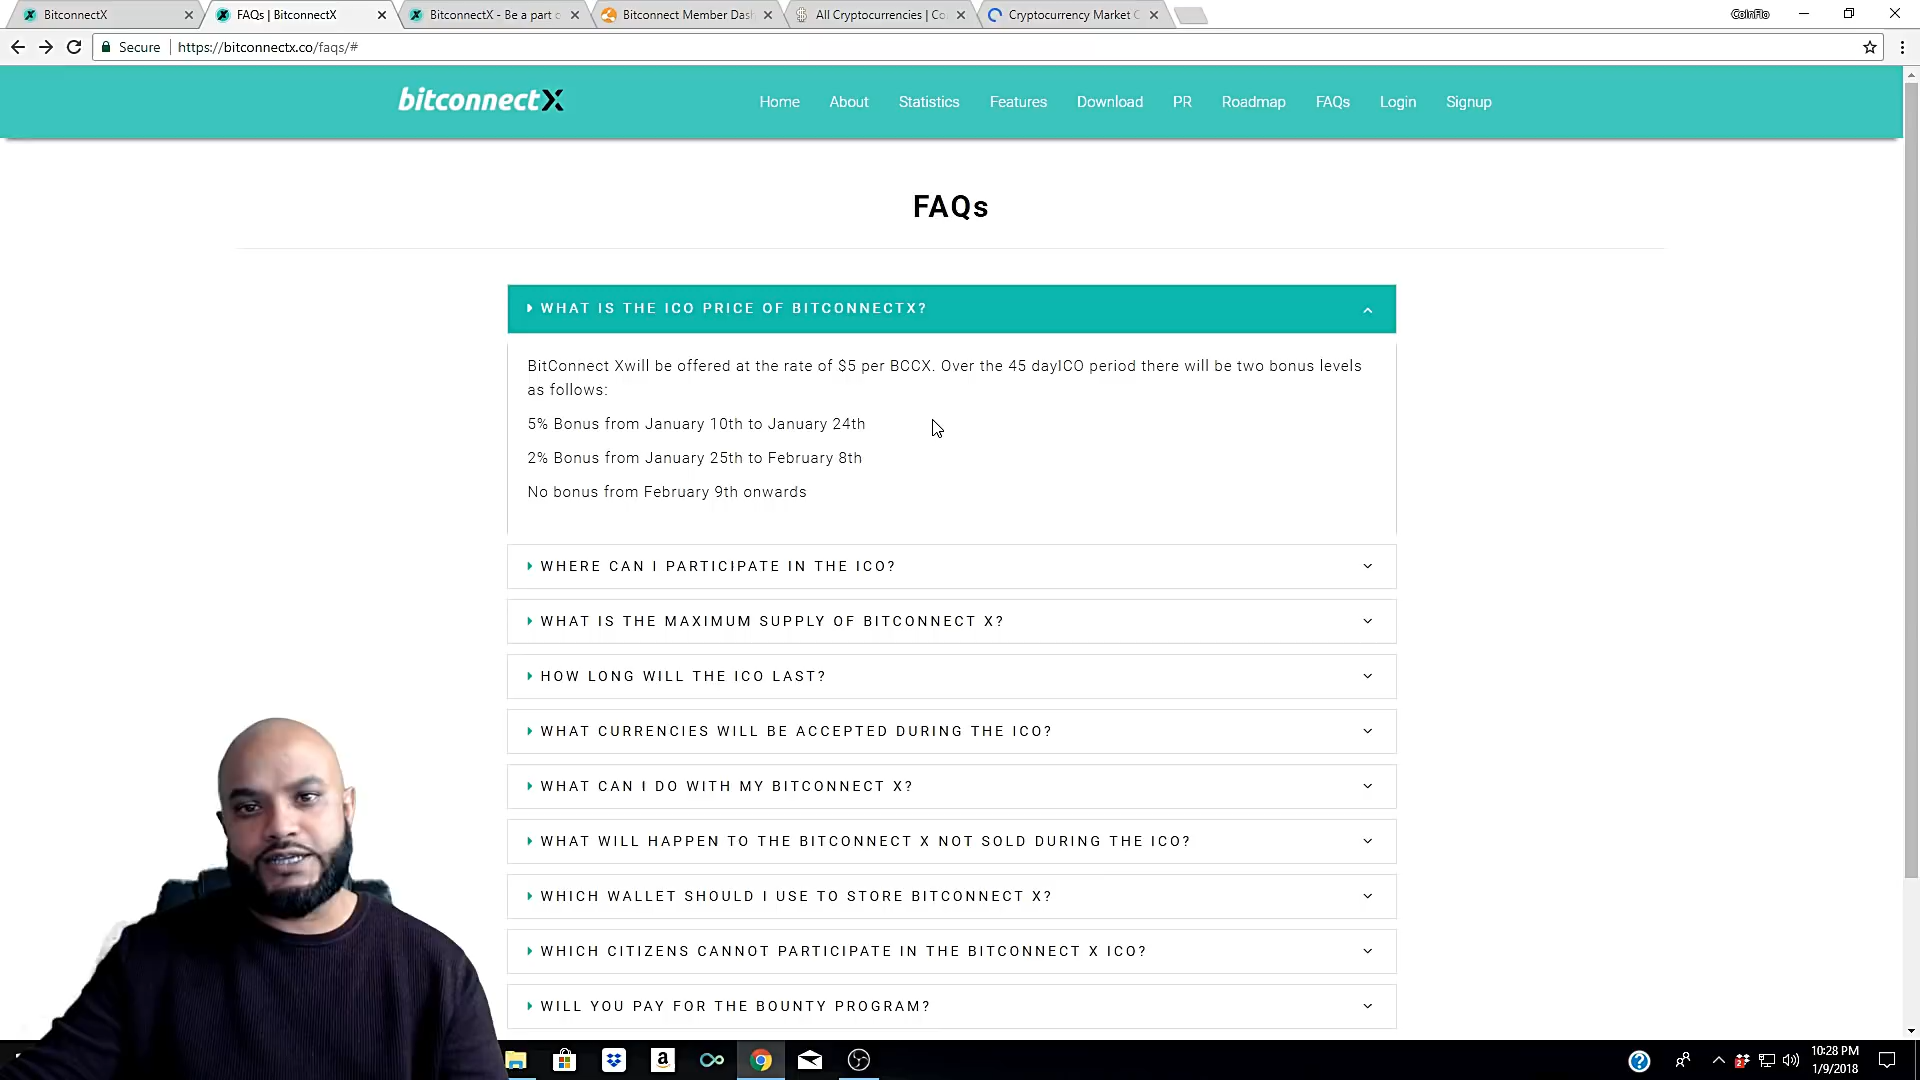 BitconnectX
FAQs | BitconnectX
BitconnectX - Be a part o
Bitconnect Member Das
All Cryptocurrencies | Co
Cryptocurrency Market C
CoinFlo
Secure
https://bitconnectx.co/faqs/#
bitconnectX
Home
About
Statistics
Features
Download
PR
Roadmap
FAQs
Login
Signup
FAQs
WHAT IS THE ICO PRICE OF BITCONNECTX?
BitConnect Xwill be offered at the rate of $5 per BCCX. Over the 45 dayICO period there will be two bonus levels
as follows:
5% Bonus from January 10th to January 24th
2% Bonus from January 25th to February 8th
No bonus from February 9th onwards
WHERE CAN I PARTICIPATE IN THE ICO?
WHAT IS THE MAXIMUM SUPPLY OF BITCONNECT X?
HOW LONG WILL THE ICO LAST?
WHAT CURRENCIES WILL BE ACCEPTED DURING THE ICO?
WHAT CAN I DO WITH MY BITCONNECT X?
WHAT WILL HAPPEN TO THE BITCONNECT X NOT SOLD DURING THE ICO?
WHICH WALLET SHOULD I USE TO STORE BITCONNECT X?
WHICH CITIZENS CANNOT PARTICIPATE IN THE BITCONNECT X ICO?
WILL YOU PAY FOR THE BOUNTY PROGRAM?
10:28 PM
1/9/2018